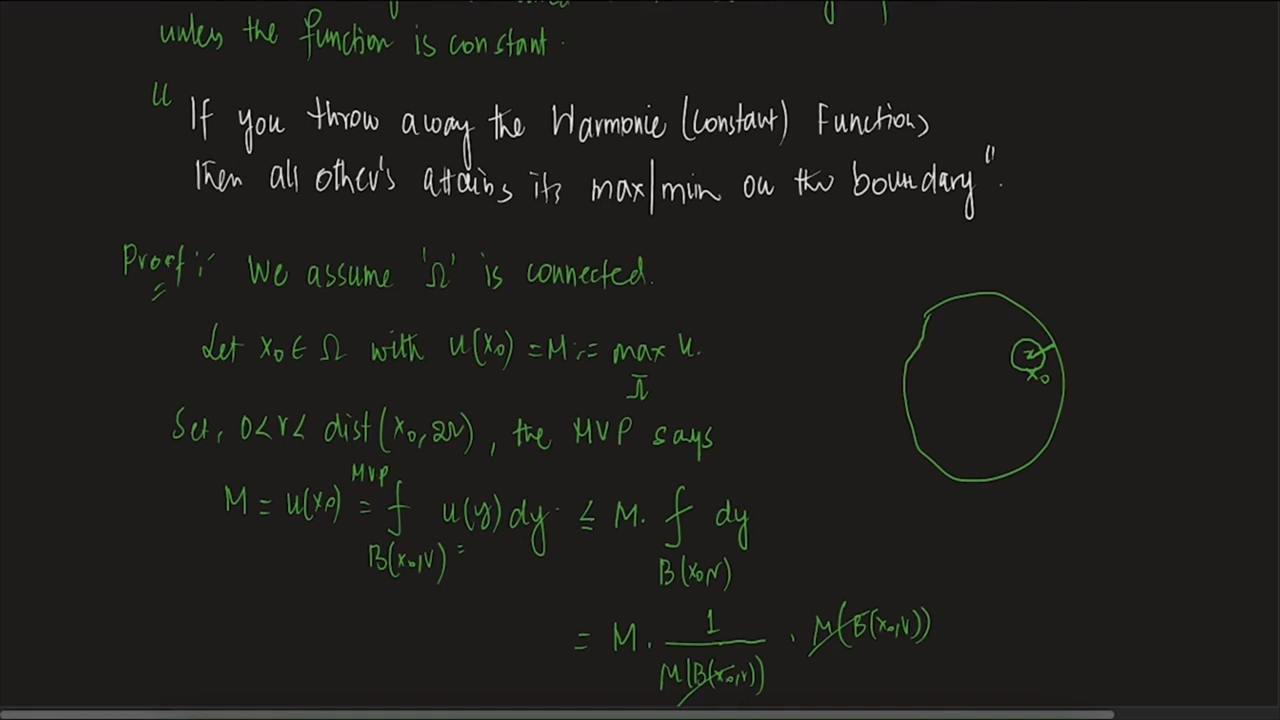 unless the function is constant.
" If you throw away the Harmonic (constant) Functions
then all other's attains its max/min on the boundary".
Proof:- We assume 'Ω' is connected.
Let x₀ ∈ Ω with u(x₀) = M := max u.
Ω̄
Set, 0<r< dist(x₀, ∂Ω), the MVP says
M = u(x₀) MVP= ⨍ u(y) dy ≤ M. ⨍ dy
B(x₀,r) B(x₀,r)
x₀
= M. 1/M(B(x₀,r)) . M(B(x₀,r))